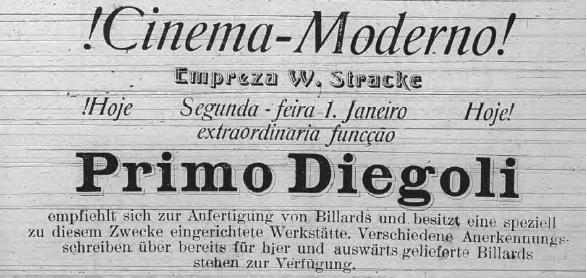 !Cinema-Moderno!
Empreza W. Stracke
!Hoje Segunda-feira 1. Janeiro Hoje!
extraordinaria funcção
Primo Diegoli
empfiehlt sich zur Anfertigung von Billards und besitzt eine speziell
zu diesem Zwecke eingerichtete Werkstätte. Verschiedene Anerkennungs-
schreiben über bereits für hier und auswärts gelieferte Billards
stehen zur Verfügung.